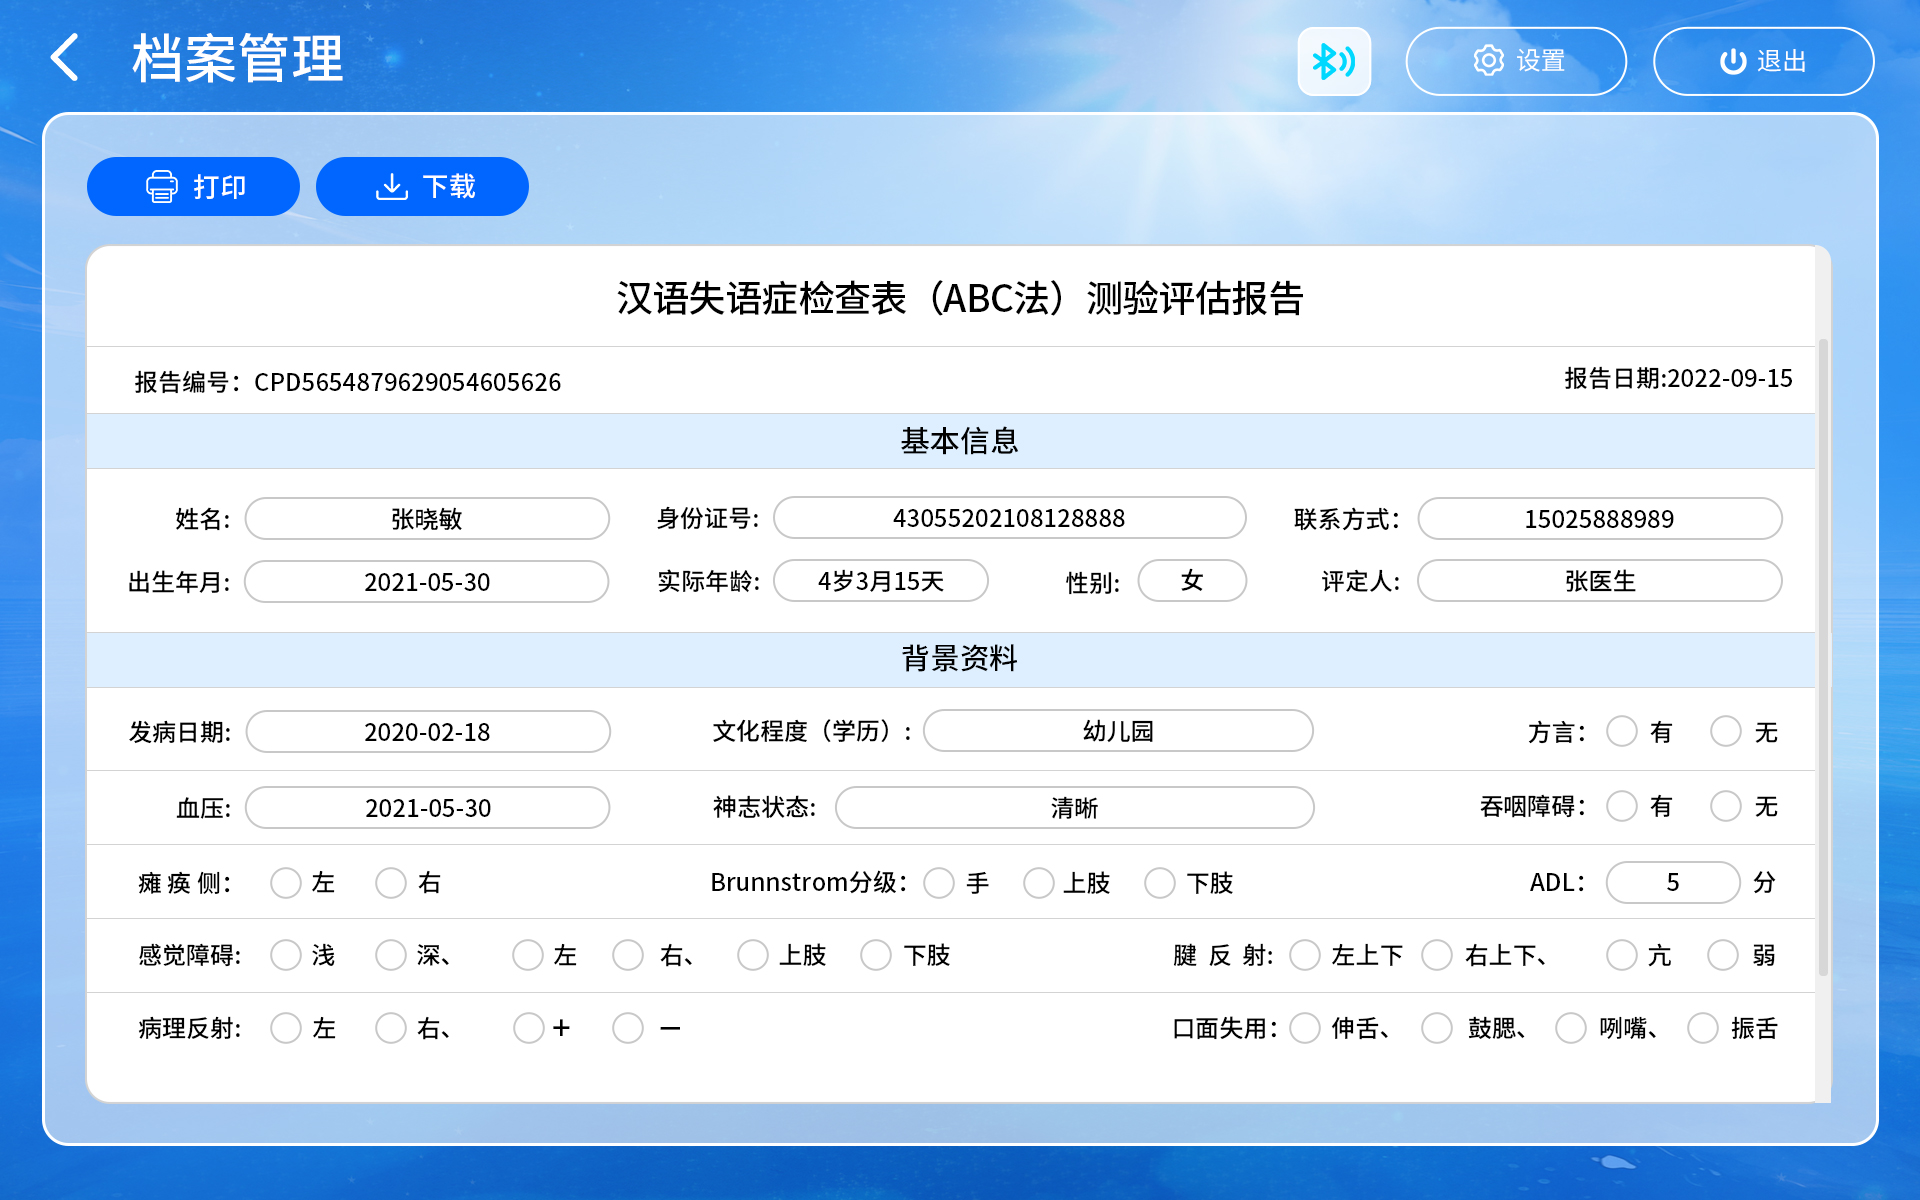 档案管理
设置
退出
打印
下载
汉语失语症检查表（ABC法）测验评估报告
报告编号：CPD5654879629054605626
报告日期:2022-09-15
基本信息
姓名: 张晓敏 身份证号: 43055202108128888 联系方式: 15025888989
出生年月: 2021-05-30 实际年龄: 4岁3月15天 性别: 女 评定人: 张医生
背景资料
发病日期: 2020-02-18 文化程度（学历）: 幼儿园 方言： 有 无
血压: 2021-05-30 神志状态: 清晰 吞咽障碍： 有 无
瘫痪侧： 左 右 Brunnstrom分级： 手 上肢 下肢 ADL： 5 分
感觉障碍: 浅 深、 左 右、 上肢 下肢 腱反射: 左上下 右上下、 亢 弱
病理反射: 左 右、 + — 口面失用： 伸舌、 鼓腮、 咧嘴、 振舌